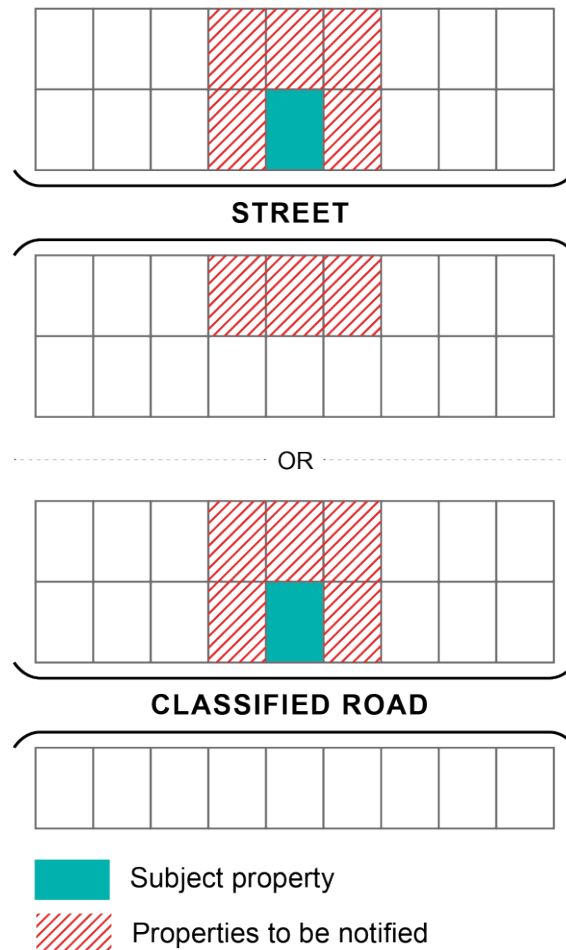 STREET
OR
CLASSIFIED ROAD
Subject property
Properties to be notified